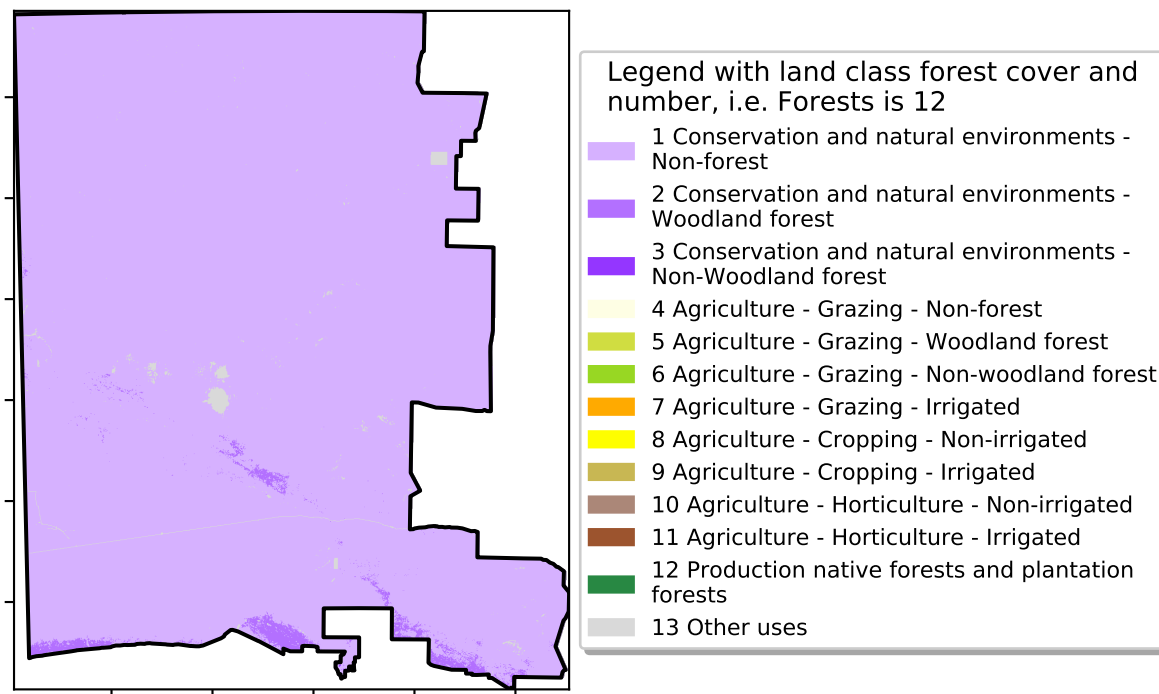 Legend with land class forest cover and
number, i.e. Forests is 12
1 Conservation and natural environments -
Non-forest
2 Conservation and natural environments -
Woodland forest
3 Conservation and natural environments -
Non-Woodland forest
4 Agriculture - Grazing - Non-forest
5 Agriculture - Grazing - Woodland forest
6 Agriculture - Grazing - Non-woodland forest
7 Agriculture - Grazing - Irrigated
8 Agriculture - Cropping - Non-irrigated
9 Agriculture - Cropping - Irrigated
10 Agriculture - Horticulture - Non-irrigated
11 Agriculture - Horticulture - Irrigated
12 Production native forests and plantation
forests
13 Other uses